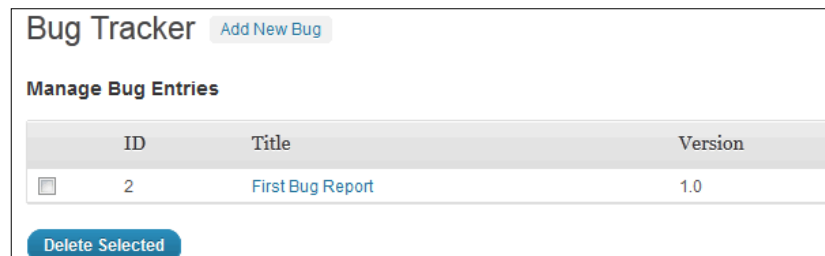 Bug Tracker Add New Bug
Manage Bug Entries
ID Title Version
2 First Bug Report 1.0
Delete Selected